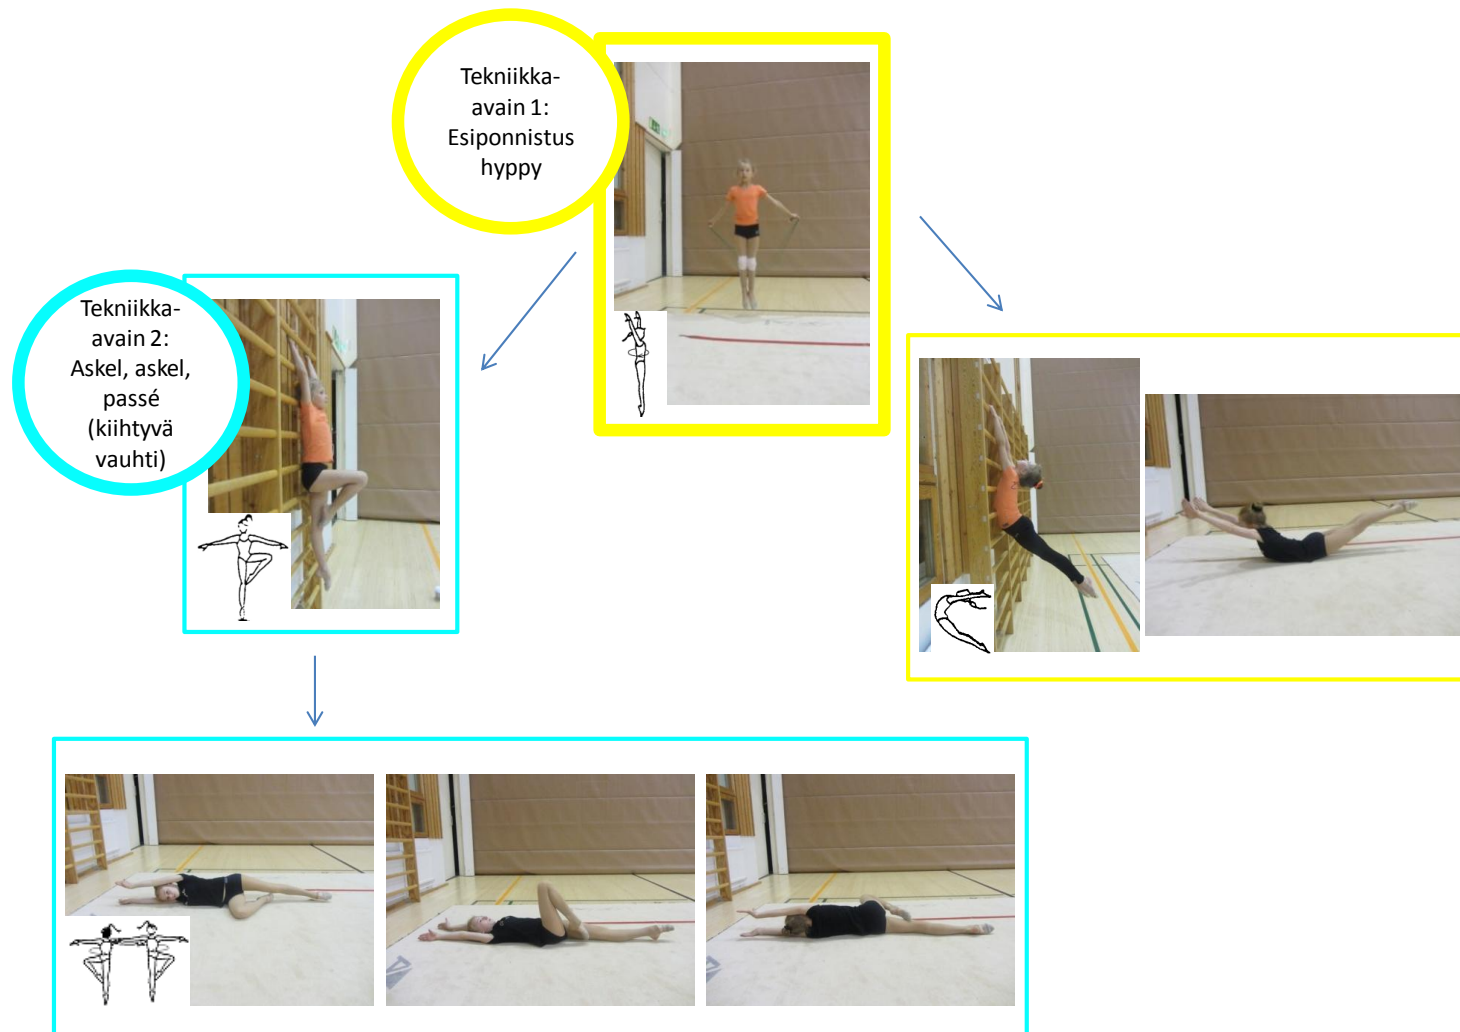 Tekniikka-
avain 1:
Esiponnistus
hyppy
Tekniikka-
avain 2:
Askel, askel,
passé
(kiihtyvä
vauhti)